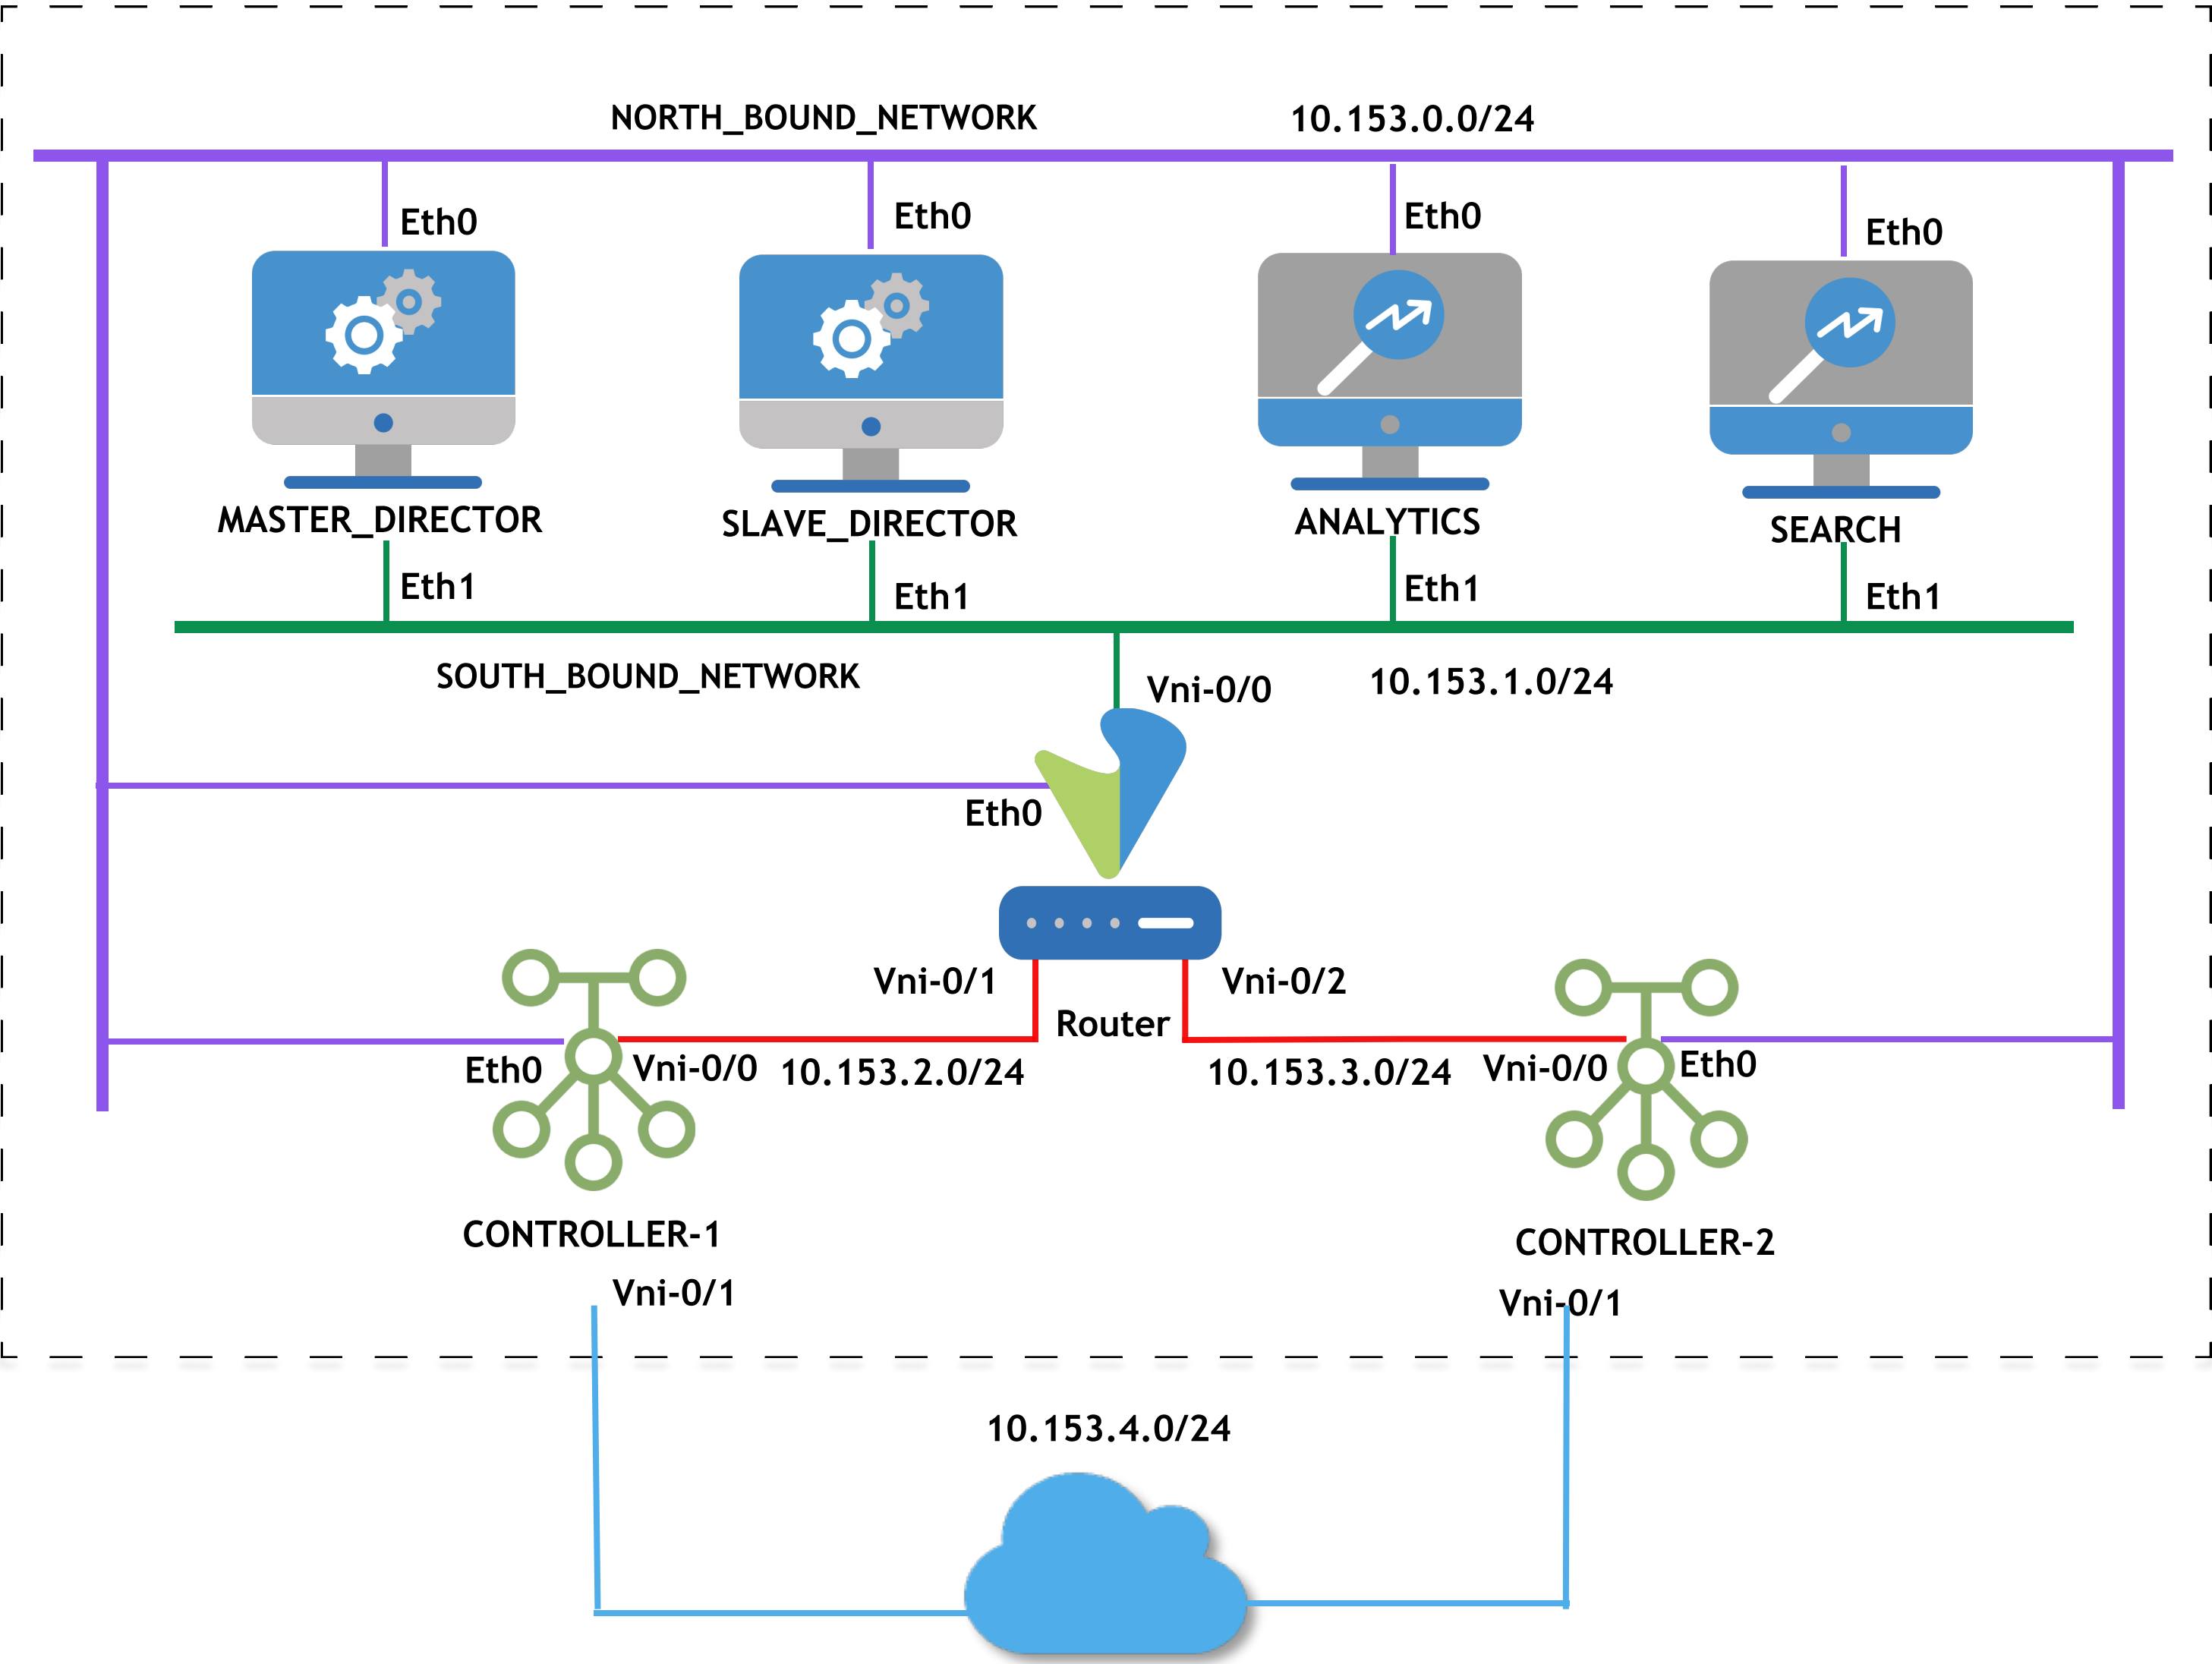 NORTH_BOUND_NETWORK
10.153.0.0/24
Eth0
Eth0
Eth0
Eth0
MASTER_DIRECTOR
SLAVE_DIRECTOR
ANALYTICS
SEARCH
Eth1
Eth1
Eth1
Eth1
SOUTH_BOUND_NETWORK
Vni-0/0
10.153.1.0/24
Eth0
Vni-0/1
Vni-0/2
Router
Eth0
Vni-0/0
10.153.2.0/24
10.153.3.0/24
Vni-0/0
Eth0
CONTROLLER-1
CONTROLLER-2
Vni-0/1
Vni-0/1
10.153.4.0/24